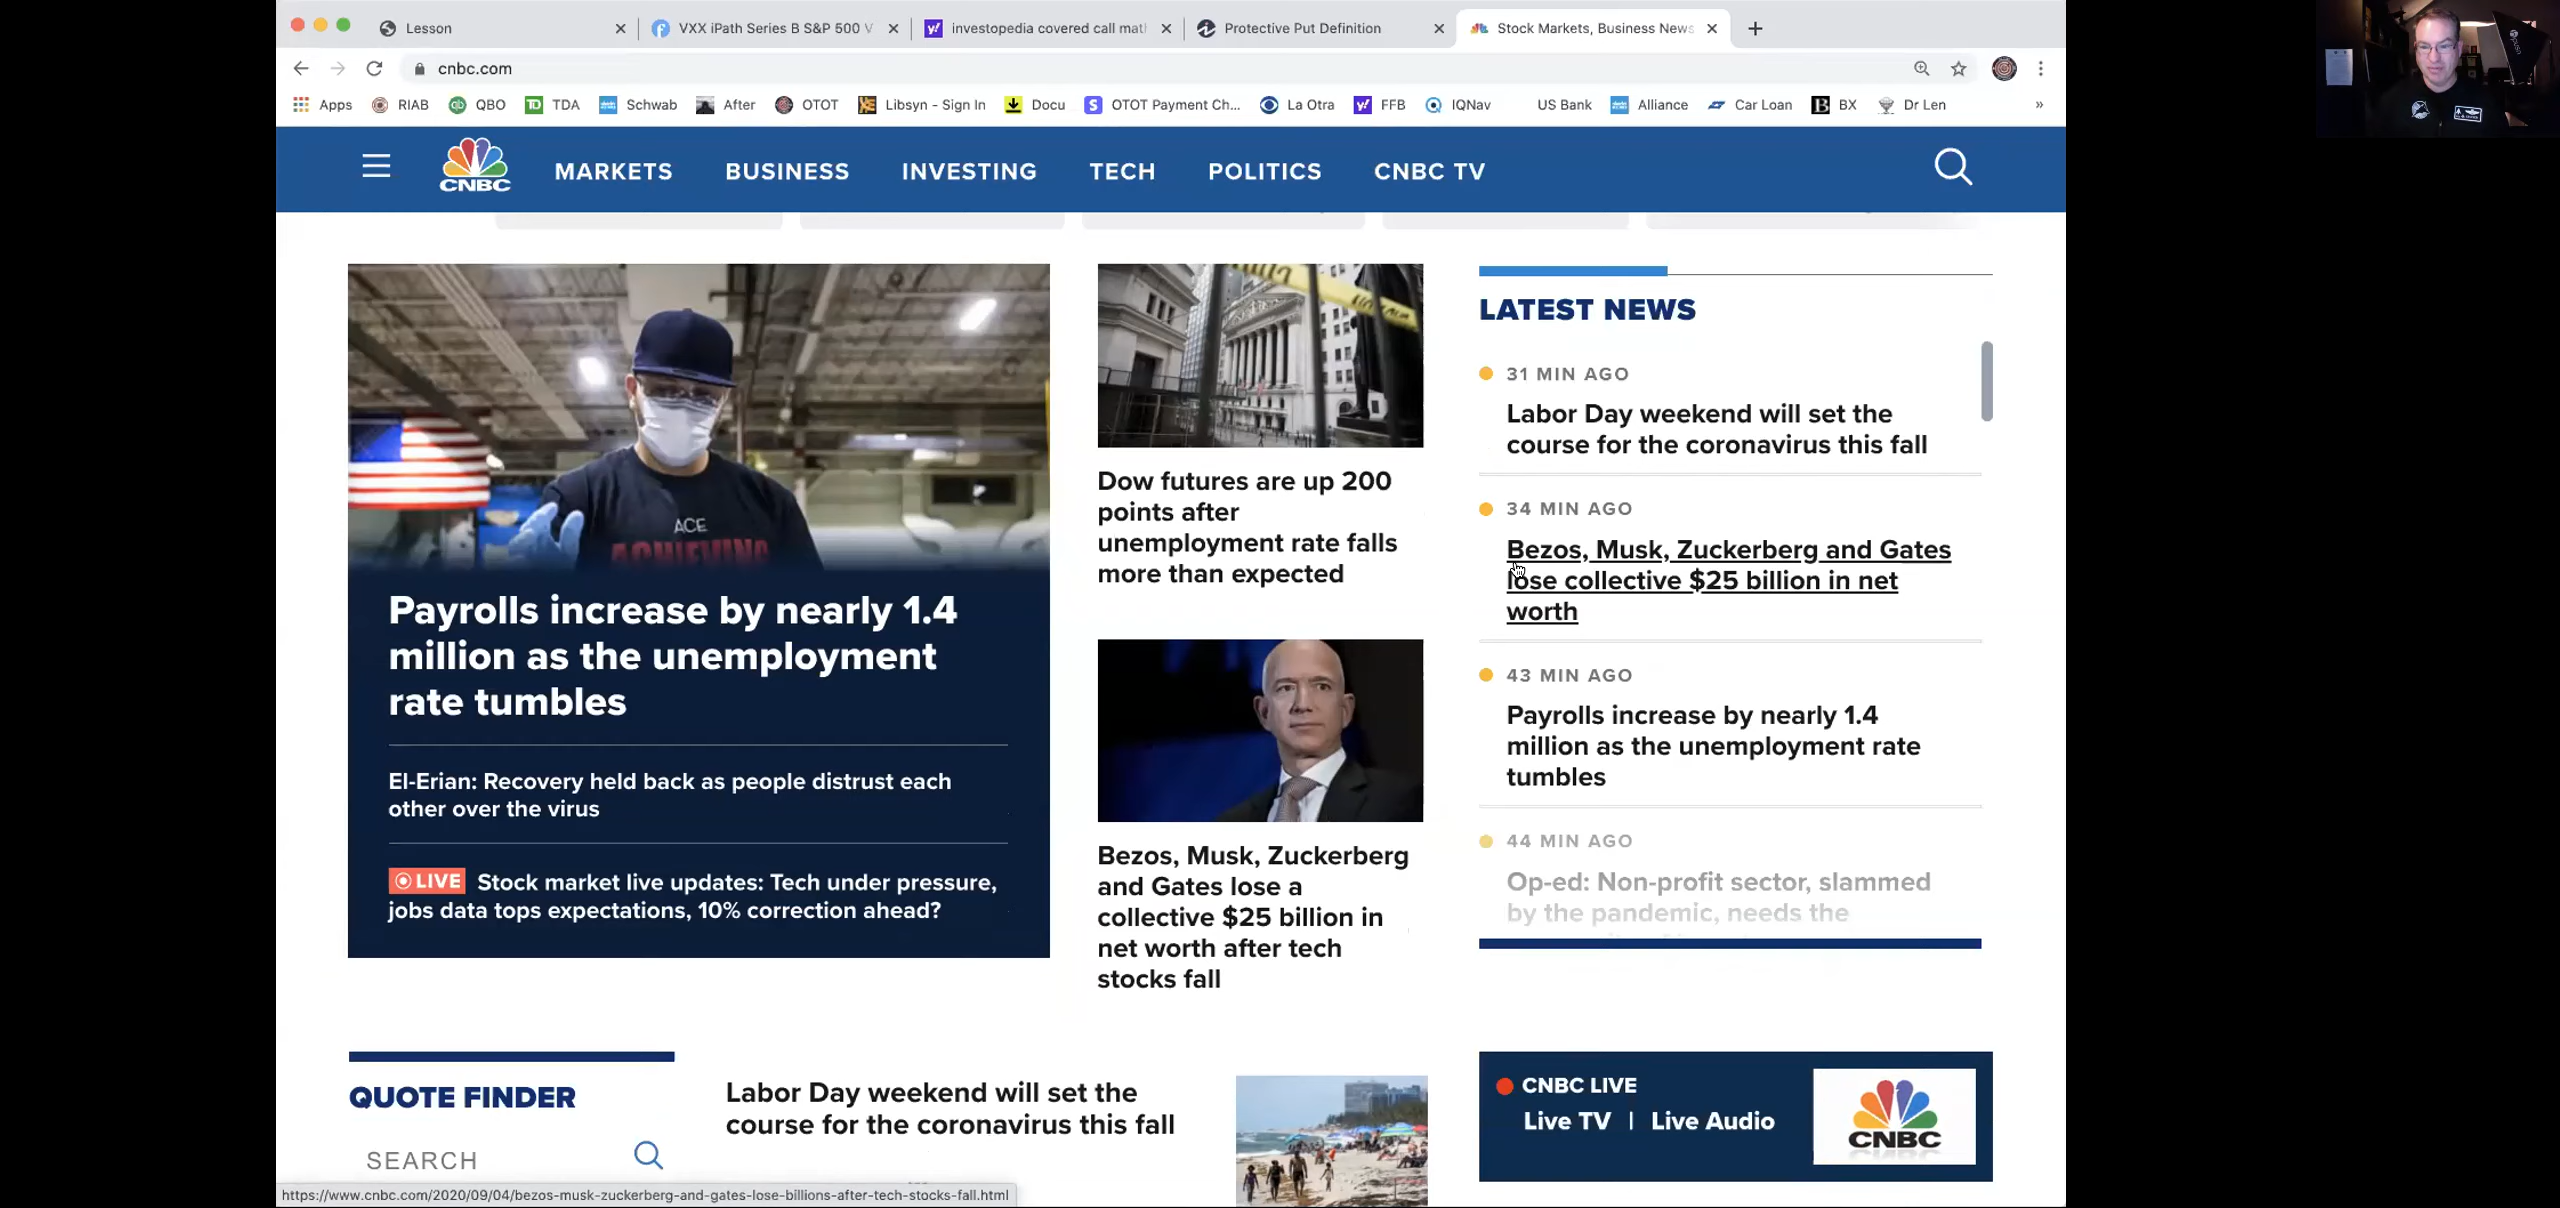 Lesson
VXX iPath Series B S&P 500 V
investopedia covered call mat
Protective Put Definition
Stock Markets, Business News
cnbc.com
Apps RIAB QBO TDA Schwab After OTOT Libsyn - Sign In Docu OTOT Payment Ch... La Otra FFB IQNav US Bank Alliance Car Loan BX Dr Len
CNBC
MARKETS BUSINESS INVESTING TECH POLITICS CNBC TV
ACE
ACHIEVING
Payrolls increase by nearly 1.4
million as the unemployment
rate tumbles
El-Erian: Recovery held back as people distrust each
other over the virus
LIVE Stock market live updates: Tech under pressure,
jobs data tops expectations, 10% correction ahead?
Dow futures are up 200
points after
unemployment rate falls
more than expected
Bezos, Musk, Zuckerberg
and Gates lose a
collective $25 billion in
net worth after tech
stocks fall
LATEST NEWS
31 MIN AGO
Labor Day weekend will set the
course for the coronavirus this fall
34 MIN AGO
Bezos, Musk, Zuckerberg and Gates
lose collective $25 billion in net
worth
43 MIN AGO
Payrolls increase by nearly 1.4
million as the unemployment rate
tumbles
44 MIN AGO
Op-ed: Non-profit sector, slammed
by the pandemic, needs the
QUOTE FINDER
SEARCH
Labor Day weekend will set the
course for the coronavirus this fall
CNBC LIVE
Live TV | Live Audio
CNBC
https://www.cnbc.com/2020/09/04/bezos-musk-zuckerberg-and-gates-lose-billions-after-tech-stocks-fall.html